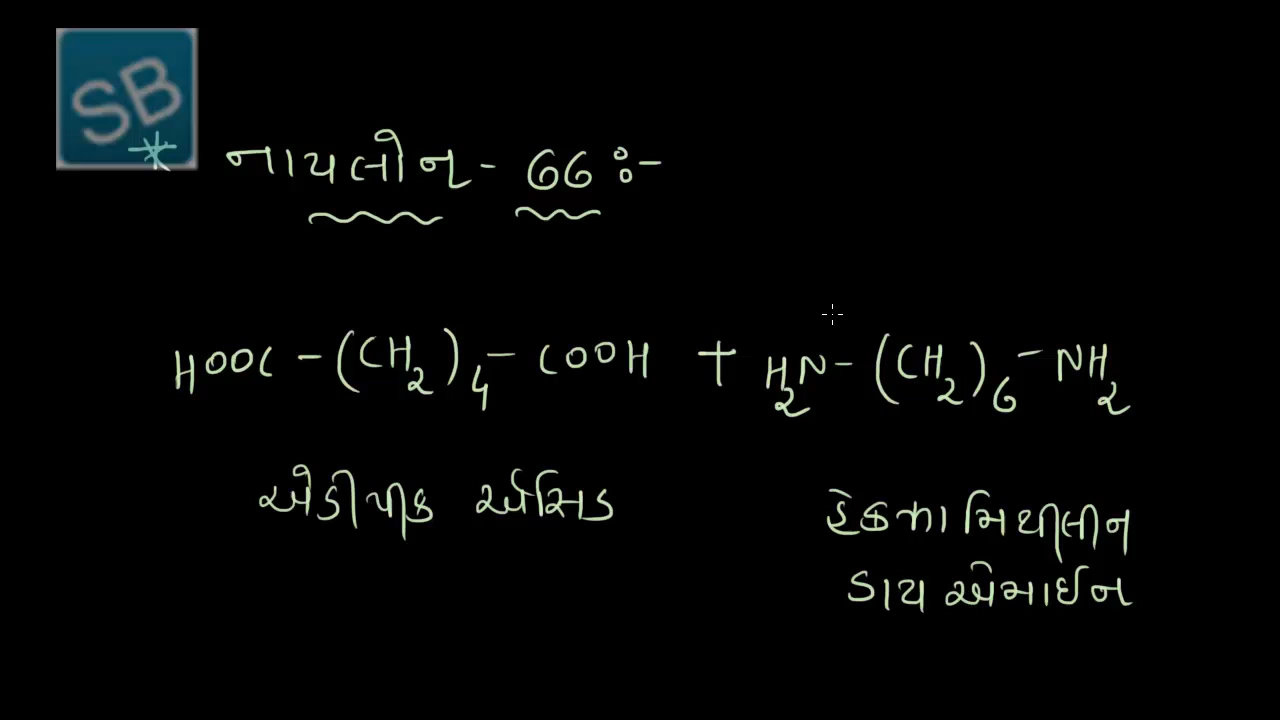 SB
* નાયલોન - 66 :-
HOOC - (CH₂)₄ - COOH + H₂N - (CH₂)₆ - NH₂
એડીપીક એસિડ
હેકઝામિથીલીન
ડાય એમાઈન